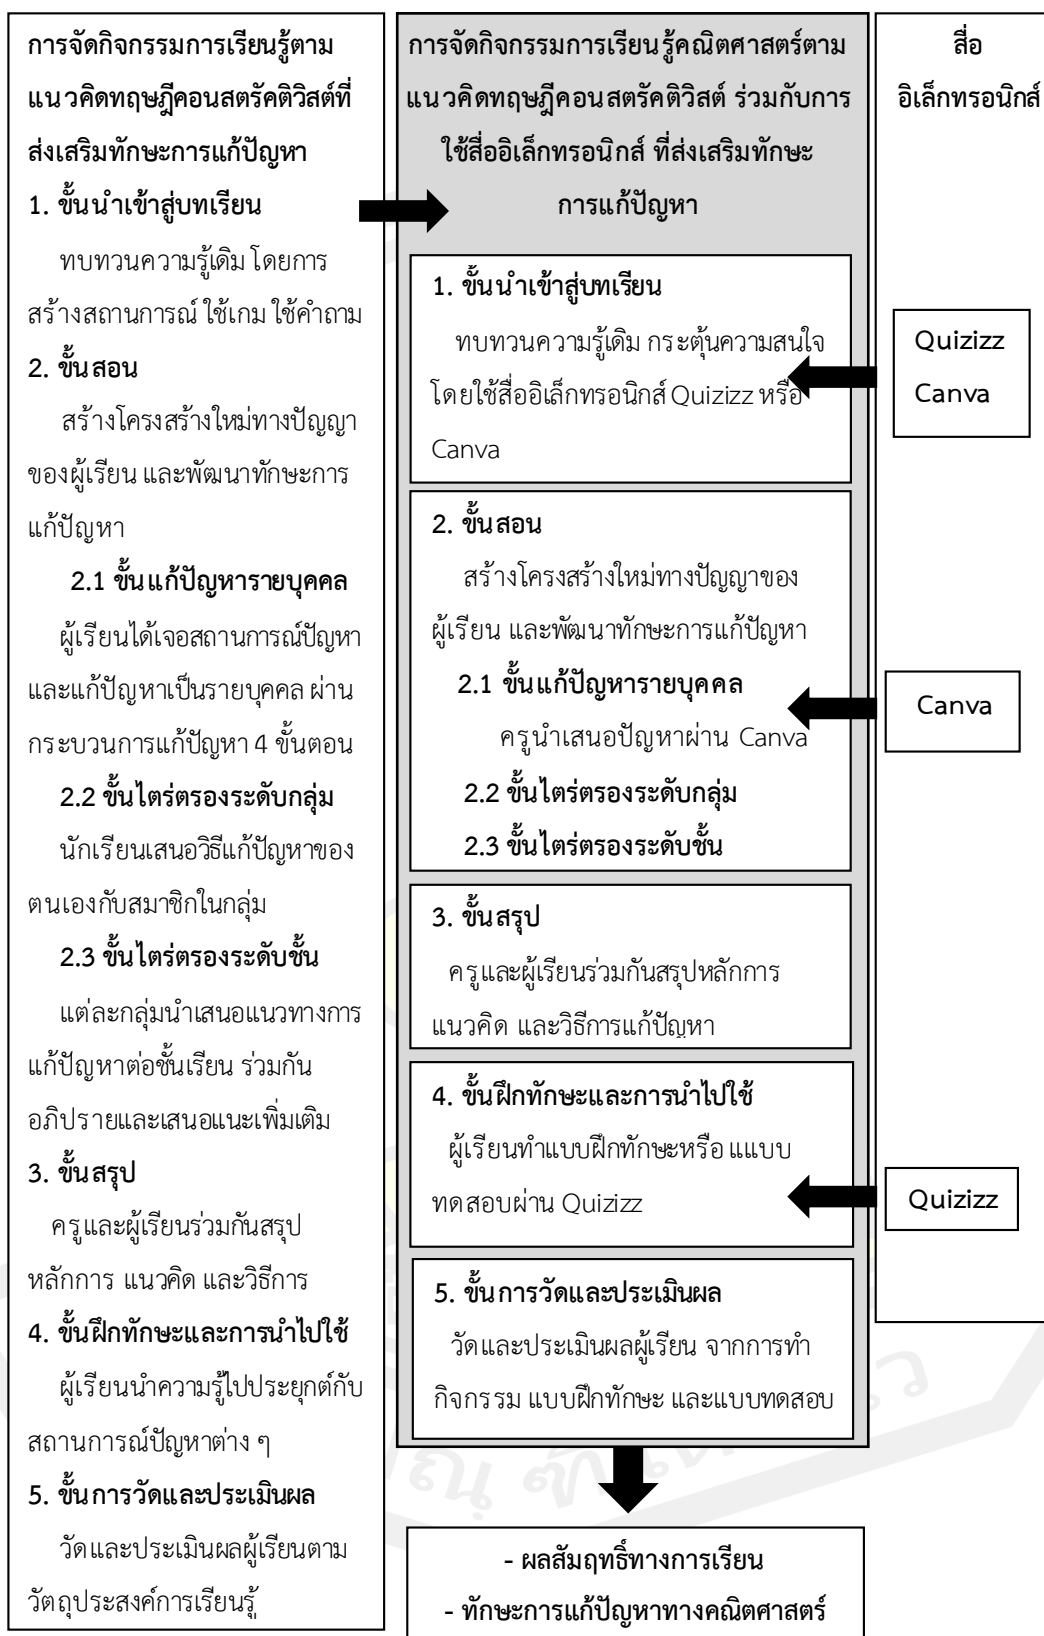 การจัดกิจกรรมการเรียนรู้ตาม
แนวคิดทฤษฎีคอนสตรัคติวิสต์ที่
ส่งเสริมทักษะการแก้ปัญหา
1. ขั้นนำเข้าสู่บทเรียน
ทบทวนความรู้เดิม โดยการ
สร้างสถานการณ์ ใช้เกม ใช้คำถาม
2. ขั้นสอน
สร้างโครงสร้างใหม่ทางปัญญา
ของผู้เรียน และพัฒนาทักษะการ
แก้ปัญหา
2.1 ขั้นแก้ปัญหารายบุคคล
ผู้เรียนได้เจอสถานการณ์ปัญหา
และแก้ปัญหาเป็นรายบุคคล ผ่าน
กระบวนการแก้ปัญหา 4 ขั้นตอน
2.2 ขั้นไตร่ตรองระดับกลุ่ม
นักเรียนเสนอวิธีแก้ปัญหาของ
ตนเองกับสมาชิกในกลุ่ม
2.3 ขั้นไตร่ตรองระดับชั้น
แต่ละกลุ่มนำเสนอแนวทางการ
แก้ปัญหาต่อชั้นเรียน ร่วมกัน
อภิปรายและเสนอแนะเพิ่มเติม
3. ขั้นสรุป
ครูและผู้เรียนร่วมกันสรุป
หลักการ แนวคิด และวิธีการ
4. ขั้นฝึกทักษะและการนำไปใช้
ผู้เรียนนำความรู้ไปประยุกต์กับ
สถานการณ์ปัญหาต่าง ๆ
5. ขั้นการวัดและประเมินผล
วัดและประเมินผลผู้เรียนตาม
วัตถุประสงค์การเรียนรู้
การจัดกิจกรรมการเรียนรู้คณิตศาสตร์ตาม
แนวคิดทฤษฎีคอนสตรัคติวิสต์ ร่วมกับการ
ใช้สื่ออิเล็กทรอนิกส์ ที่ส่งเสริมทักษะ
การแก้ปัญหา
1. ขั้นนำเข้าสู่บทเรียน
ทบทวนความรู้เดิม กระตุ้นความสนใจ
โดยใช้สื่ออิเล็กทรอนิกส์ Quizizz หรือ
Canva
2. ขั้นสอน
สร้างโครงสร้างใหม่ทางปัญญาของ
ผู้เรียน และพัฒนาทักษะการแก้ปัญหา
2.1 ขั้นแก้ปัญหารายบุคคล
ครูนำเสนอปัญหาผ่าน Canva
2.2 ขั้นไตร่ตรองระดับกลุ่ม
2.3 ขั้นไตร่ตรองระดับชั้น
3. ขั้นสรุป
ครูและผู้เรียนร่วมกันสรุปหลักการ
แนวคิด และวิธีการแก้ปัญหา
4. ขั้นฝึกทักษะและการนำไปใช้
ผู้เรียนทำแบบฝึกทักษะหรือ แแบบ
ทดสอบผ่าน Quizizz
5. ขั้นการวัดและประเมินผล
วัดและประเมินผลผู้เรียน จากการทำ
กิจกรรม แบบฝึกทักษะ และแบบทดสอบ
- ผลสัมฤทธิ์ทางการเรียน
- ทักษะการแก้ปัญหาทางคณิตศาสตร์
สื่อ
อิเล็กทรอนิกส์
Quizizz
Canva
Canva
Quizizz